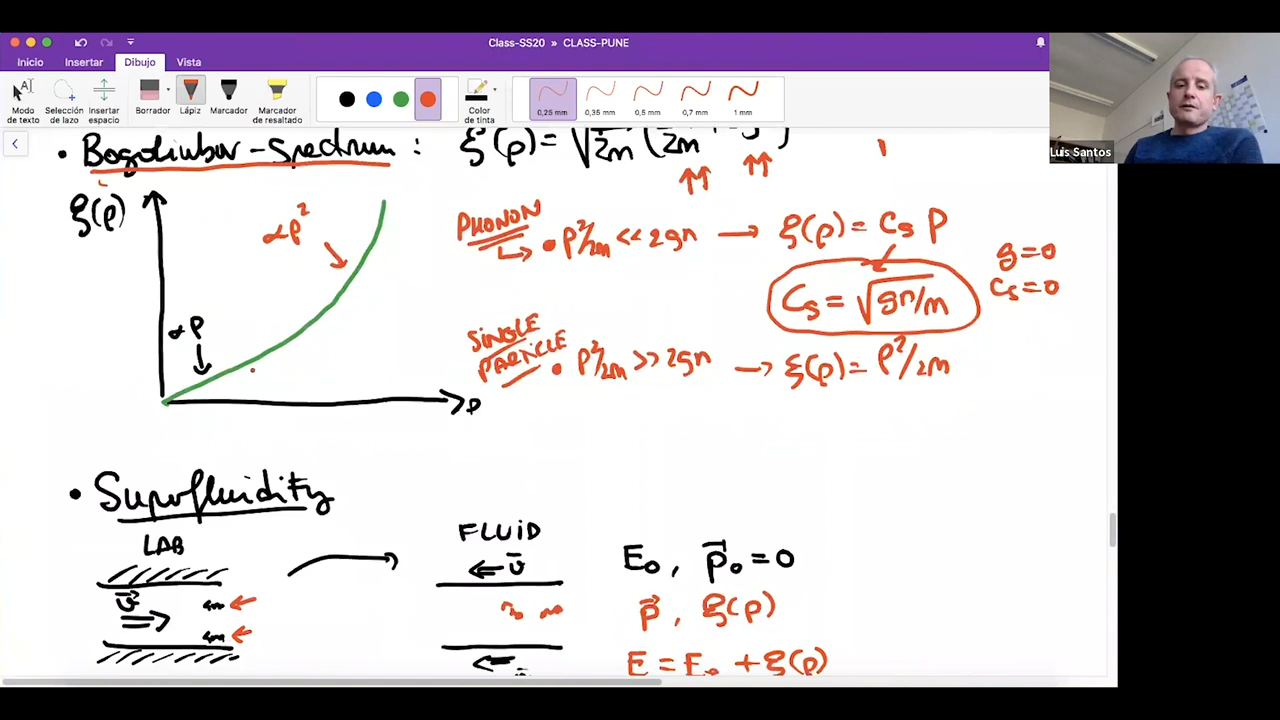 Class-SS20 » CLASS-PUNE
Inicio Insertar Dibujo Vista
Modo de texto
Selección de lazo
Insertar espacio
Borrador
Lápiz
Marcador
Marcador de resaltado
Color de tinta
0,25 mm
0,35 mm
0,5 mm
0,7 mm
1 mm
Luis Santos
• Bogoliubov-spectrum : ξ(p) = √
ξ(p)
αp²
αp
p
PHONON
• p²/2m << 2gn → ξ(p) = Cs p
g=0
Cs=0
Cs = √gn/m
SINGLE PARTICLE
• p²/2m >> 2gn → ξ(p) = p²/2m
• Superfluidity
LAB
FLUID
v⃗
v⃗
E₀ , p⃗₀ = 0
p⃗ , ξ(p)
E = E₀ + ξ(p)